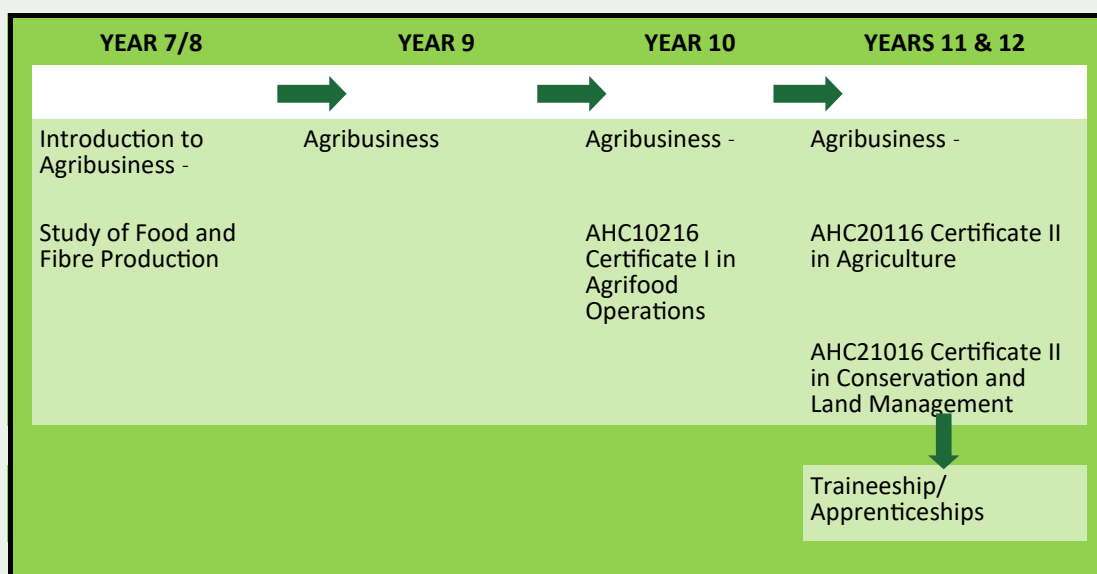 YEAR 7/8
YEAR 9
YEAR 10
YEARS 11 & 12
Introduction to
Agribusiness -
Study of Food and
Fibre Production
Agribusiness
Agribusiness -
AHC10216
Certificate I in
Agrifood
Operations
Agribusiness -
AHC20116 Certificate II
in Agriculture
AHC21016 Certificate II
in Conservation and
Land Management
Traineeship/
Apprenticeships